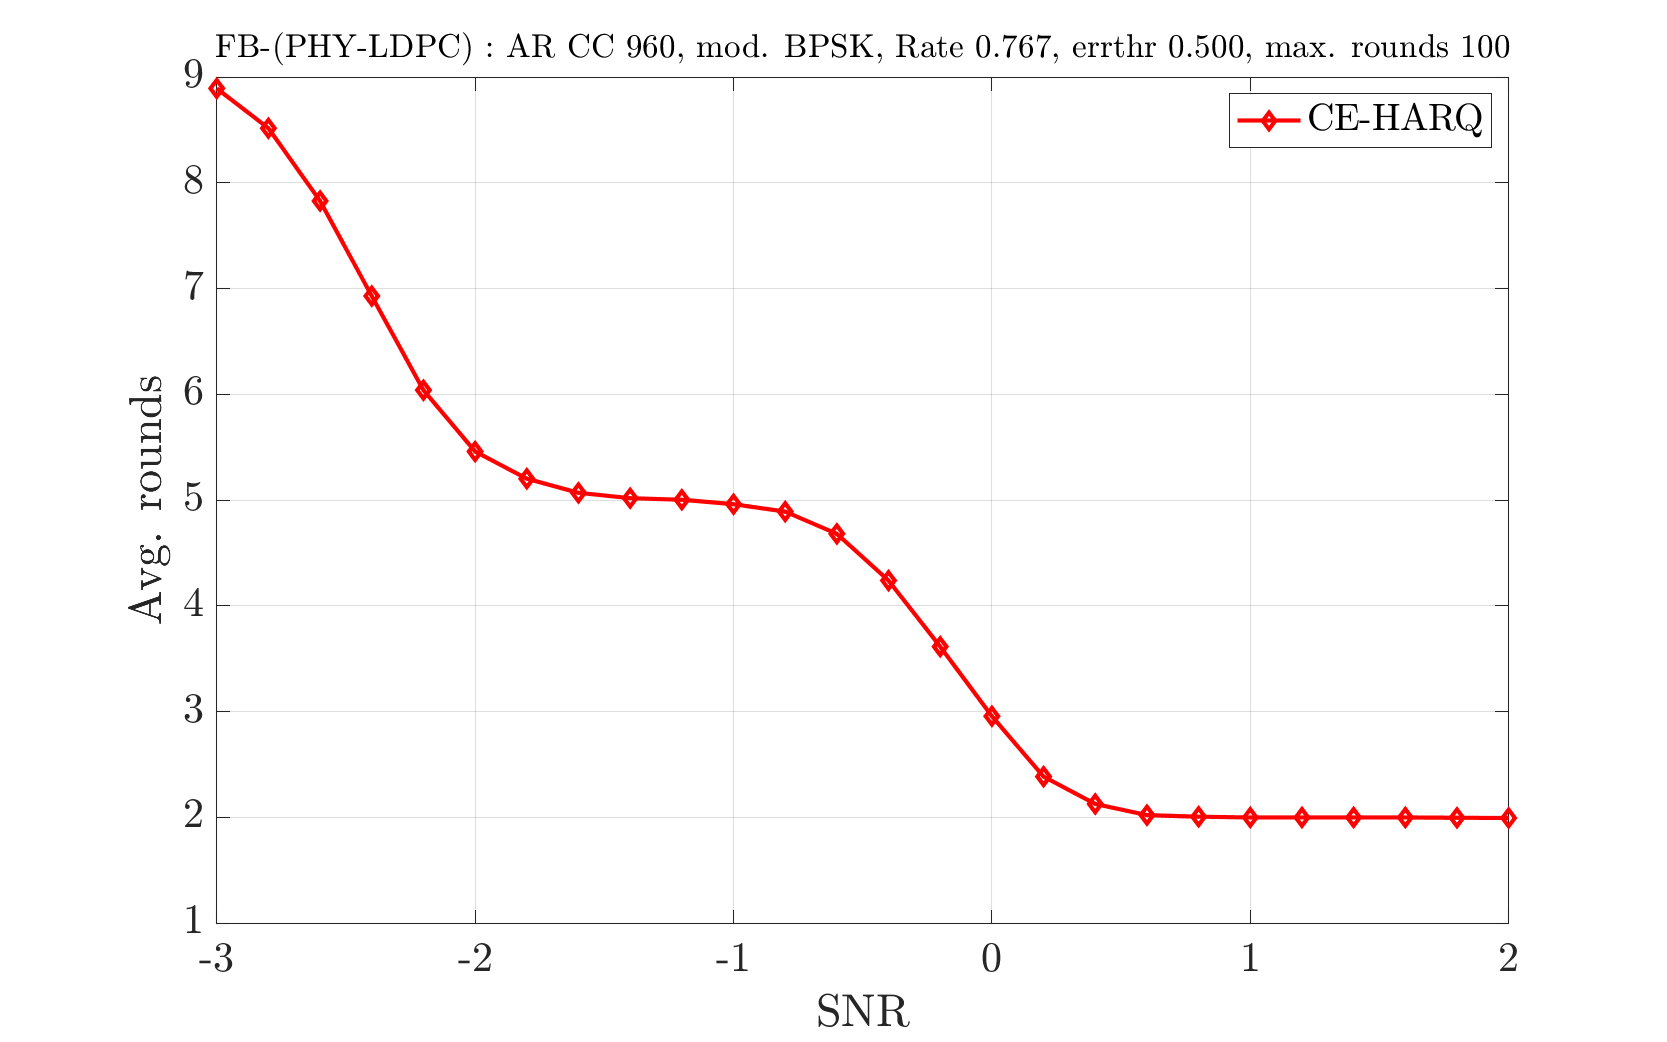 FB-(PHY-LDPC) : AR CC 960, mod. BPSK, Rate 0.767, errthr 0.500, max. rounds 100
CE-HARQ
9
8
7
6
5
4
3
2
1
Avg. rounds
-3 -2 -1 0 1 2
SNR